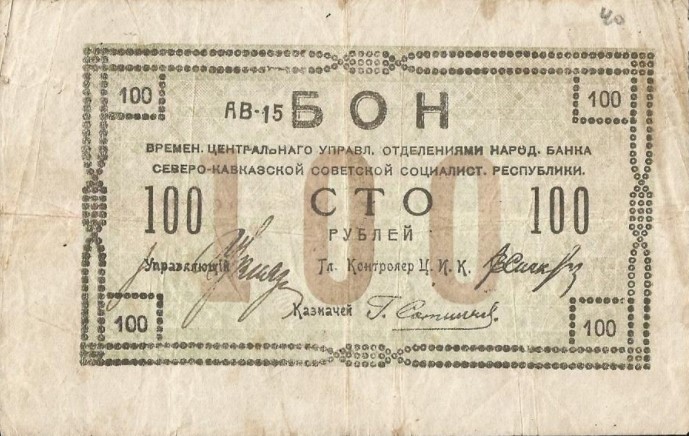 40
100 100
АВ-15 БОН
ВРЕМЕН. ЦЕНТРАЛЬНАГО УПРАВЛ. ОТДЕЛЕНИЯМИ НАРОД. БАНКА
СЕВЕРО-КАВКАЗСКОЙ СОВЕТСКОЙ СОЦИАЛИСТ. РЕСПУБЛИКИ.
100 СТО 100
100
РУБЛЕЙ
Управляющій Гл. Контролер Ц. И. К.
Казначей
100 100